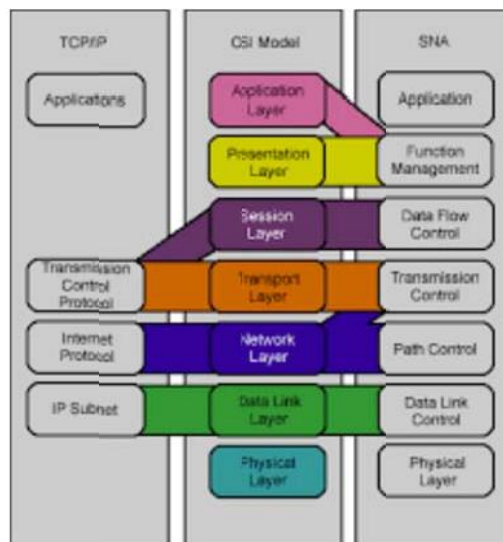 TCP/IP
OSI Model
SNA
Applications
Application
Layer
Application
Presentation
Layer
Function
Management
Session
Layer
Data Flow
Control
Transmission
Control
Protocol
Transport
Layer
Transmission
Control
Internet
Protocol
Network
Layer
Path Control
IP Subnet
Data Link
Layer
Data Link
Control
Physical
Layer
Physical
Layer